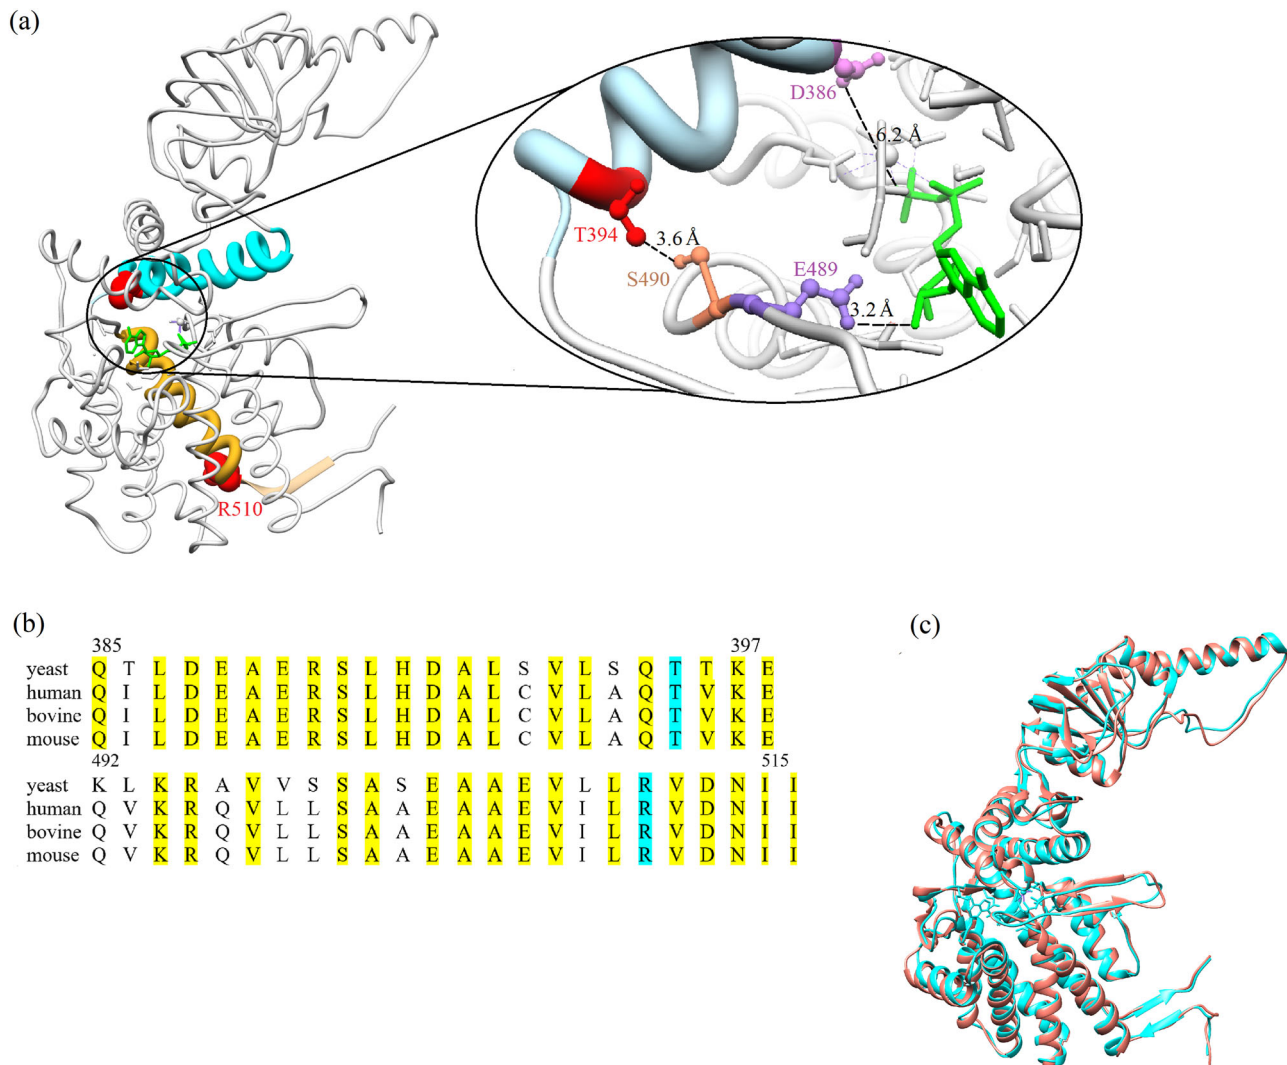 (a)
D386
6.2 Å
T394
3.6 Å
S490
E489
3.2 Å
R510
(b)
385 397
yeast Q T L D E A E R S L H D A L S V L S Q T T K E
human Q I L D E A E R S L H D A L C V L A Q T V K E
bovine Q I L D E A E R S L H D A L C V L A Q T V K E
mouse Q I L D E A E R S L H D A L C V L A Q T V K E
492 515
yeast K L K R A V V S S A S E A A E V L L R V D N I I
human Q V K R Q V L L S A A E A A E V I L R V D N I I
bovine Q V K R Q V L L S A A E A A E V I L R V D N I I
mouse Q V K R Q V L L S A A E A A E V I L R V D N I I
(c)